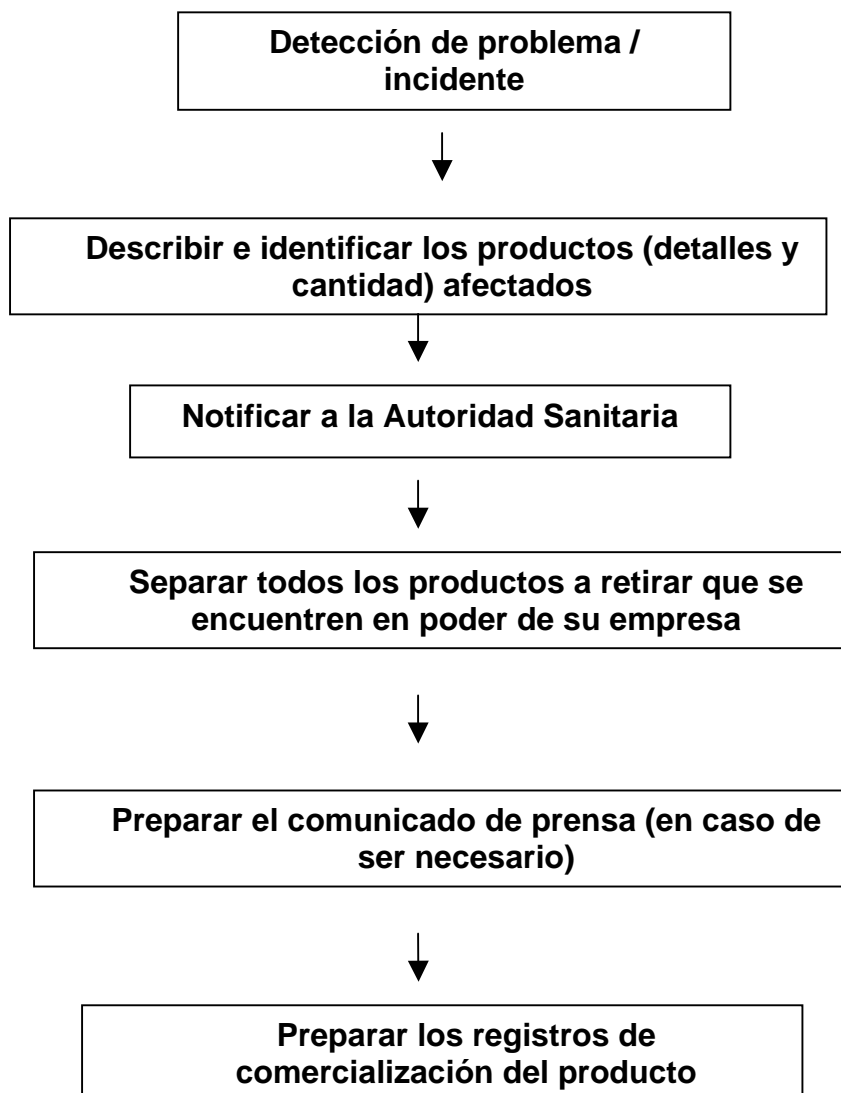 Detección de problema /
incidente
Describir e identificar los productos (detalles y
cantidad) afectados
Notificar a la Autoridad Sanitaria
Separar todos los productos a retirar que se
encuentren en poder de su empresa
Preparar el comunicado de prensa (en caso de
ser necesario)
Preparar los registros de
comercialización del producto